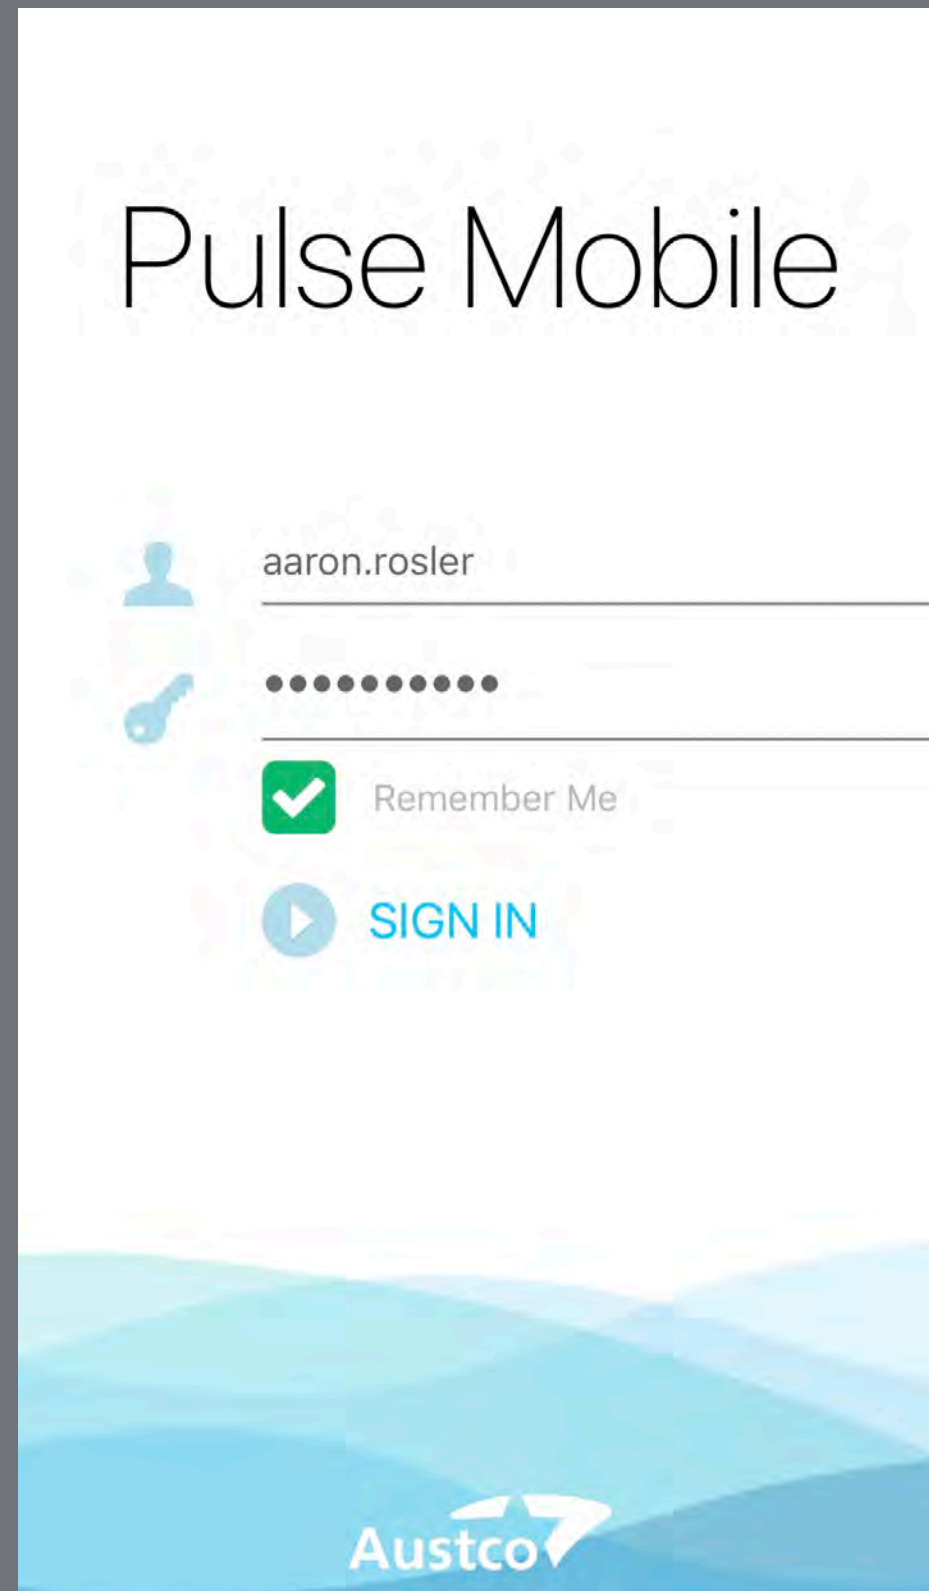 Pulse Mobile
aaron.rosler
••••••••••
Remember Me
SIGN IN
Austco